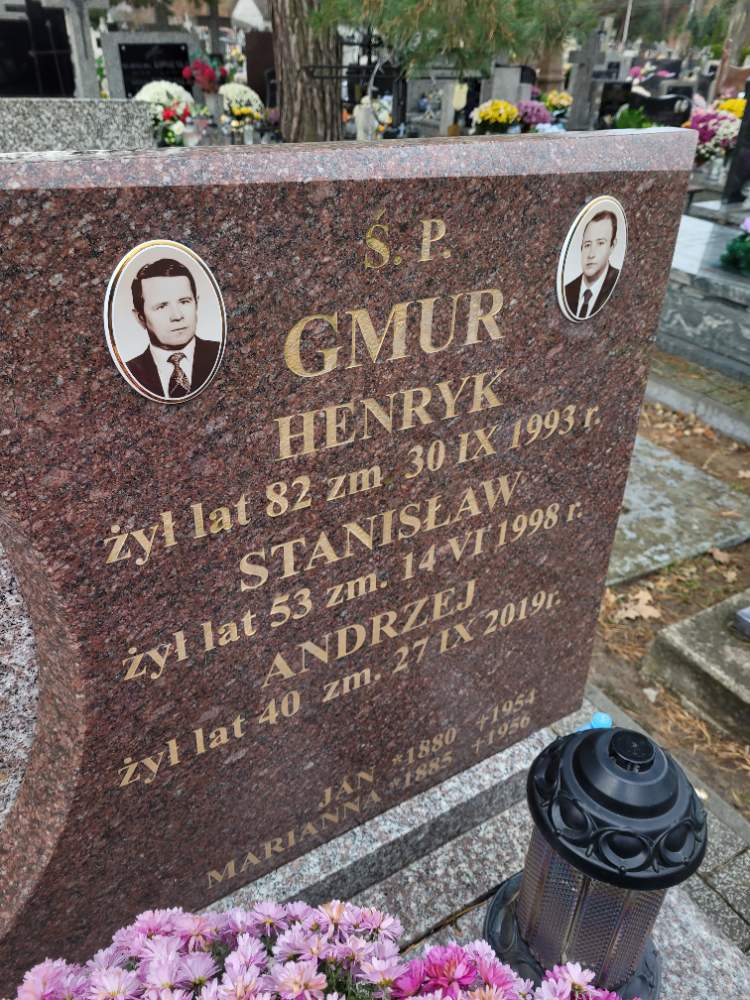 Ś. P.
GMUR
HENRYK
żył lat 82 zm. 30 IX 1993 r.
STANISŁAW
żył lat 53 zm. 14 VI 1998 r.
ANDRZEJ
żył lat 40 zm. 27 IX 2019r.
JAN *1880 +1954
MARIANNA *1885 +1956